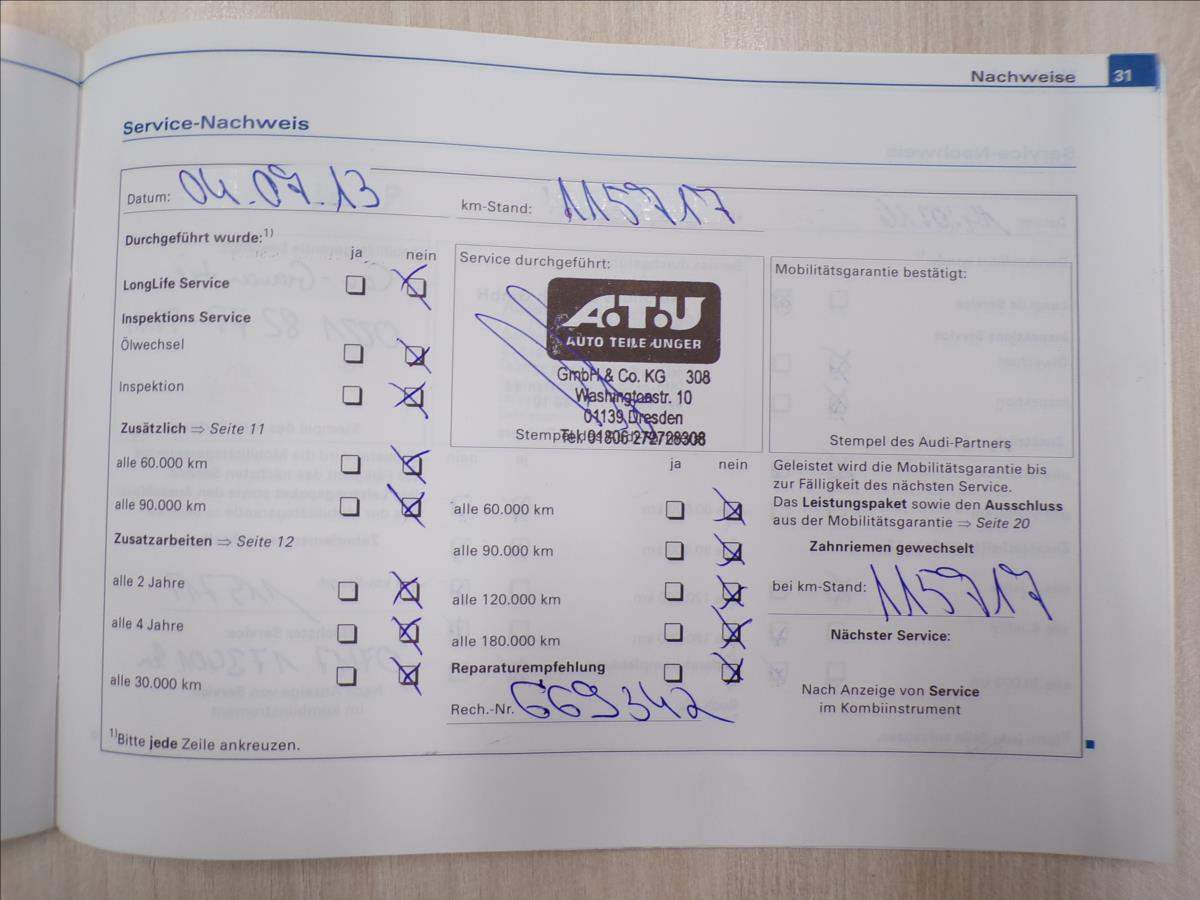 Nachweise 31
Service-Nachweis
Datum: 04.07.13
km-Stand: 115717
Durchgeführt wurde:1)
ja nein
LongLife Service
Inspektions Service
Ölwechsel
Inspektion
Zusätzlich ⇒ Seite 11
alle 60.000 km
alle 90.000 km
Zusatzarbeiten ⇒ Seite 12
alle 2 Jahre
alle 4 Jahre
alle 30.000 km
1)Bitte jede Zeile ankreuzen.
Service durchgeführt:
A.T.U
AUTO TEILE UNGER
GmbH & Co. KG 308
Washingtonstr. 10
01139 Dresden
Tel. 01806 272728308
ja nein
alle 60.000 km
alle 90.000 km
alle 120.000 km
alle 180.000 km
Reparaturempfehlung
Rech.-Nr. 669342
Mobilitätsgarantie bestätigt:
Stempel des Audi-Partners
Geleistet wird die Mobilitätsgarantie bis
zur Fälligkeit des nächsten Service.
Das Leistungspaket sowie den Ausschluss
aus der Mobilitätsgarantie ⇒ Seite 20
Zahnriemen gewechselt
bei km-Stand: 115717
Nächster Service:
Nach Anzeige von Service
im Kombiinstrument